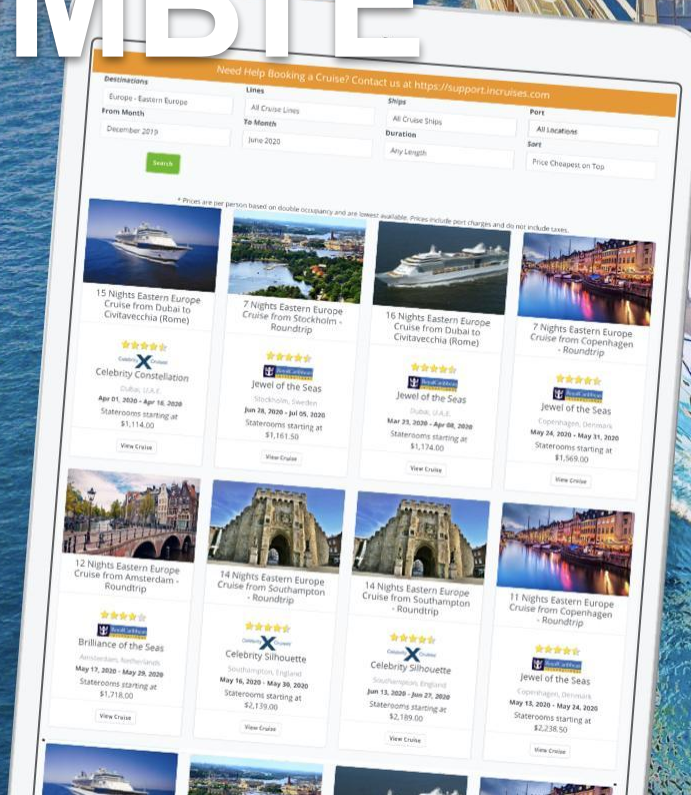 МВТЕ
Need Help Booking a Cruise? Contact us at https://support.incruises.com
Destinations
Lines
Ships
Port
Europe - Eastern Europe
All Cruise Lines
All Cruise Ships
All Locations
From Month
To Month
Duration
Sort
December 2019
June 2020
Any Length
Price Cheapest on Top
Search
* Prices are per person based on double occupancy and are lowest available. Prices include port charges and do not include taxes.
15 Nights Eastern Europe
Cruise from Dubai to
Civitavecchia (Rome)
Celebrity X Cruises
Celebrity Constellation
Dubai, U.A.E.
Apr 01, 2020 - Apr 16, 2020
Staterooms starting at
$1,114.00
View Cruise
7 Nights Eastern Europe
Cruise from Stockholm -
Roundtrip
RoyalCaribbean
Jewel of the Seas
Stockholm, Sweden
Jun 28, 2020 - Jul 05, 2020
Staterooms starting at
$1,161.50
View Cruise
16 Nights Eastern Europe
Cruise from Dubai to
Civitavecchia (Rome)
RoyalCaribbean
Jewel of the Seas
Dubai, U.A.E.
Mar 23, 2020 - Apr 08, 2020
Staterooms starting at
$1,174.00
View Cruise
7 Nights Eastern Europe
Cruise from Copenhagen
- Roundtrip
RoyalCaribbean
Jewel of the Seas
Copenhagen, Denmark
May 24, 2020 - May 31, 2020
Staterooms starting at
$1,569.00
View Cruise
12 Nights Eastern Europe
Cruise from Amsterdam -
Roundtrip
RoyalCaribbean
Brilliance of the Seas
Amsterdam, Netherlands
May 17, 2020 - May 29, 2020
Staterooms starting at
$1,718.00
View Cruise
14 Nights Eastern Europe
Cruise from Southampton
- Roundtrip
Celebrity X Cruises
Celebrity Silhouette
Southampton, England
May 16, 2020 - May 30, 2020
Staterooms starting at
$2,139.00
View Cruise
14 Nights Eastern Europe
Cruise from Southampton
- Roundtrip
Celebrity X Cruises
Celebrity Silhouette
Southampton, England
Jun 13, 2020 - Jun 27, 2020
Staterooms starting at
$2,189.00
View Cruise
11 Nights Eastern Europe
Cruise from Copenhagen
- Roundtrip
RoyalCaribbean
Jewel of the Seas
Copenhagen, Denmark
May 13, 2020 - May 24, 2020
Staterooms starting at
$2,238.50
View Cruise